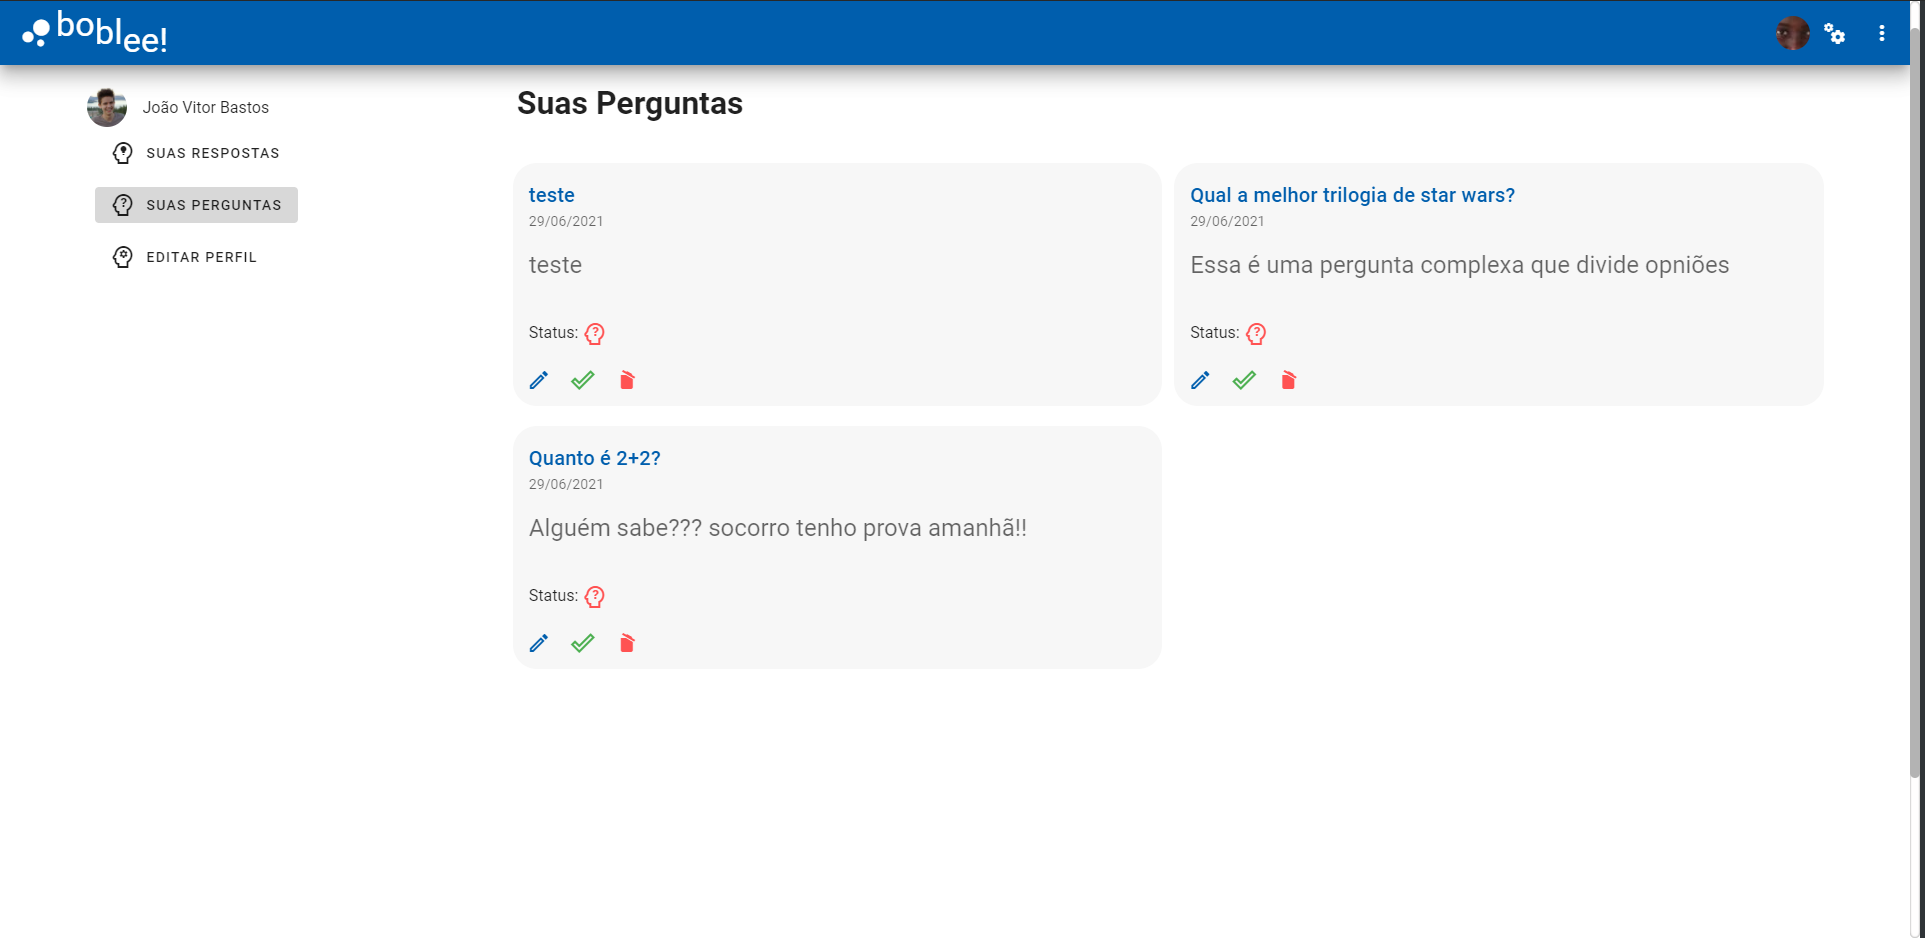 boblee!
João Vitor Bastos
SUAS RESPOSTAS
SUAS PERGUNTAS
EDITAR PERFIL
Suas Perguntas
teste
29/06/2021
teste
Status:
Qual a melhor trilogia de star wars?
29/06/2021
Essa é uma pergunta complexa que divide opniões
Status:
Quanto é 2+2?
29/06/2021
Alguém sabe??? socorro tenho prova amanhã!!
Status: